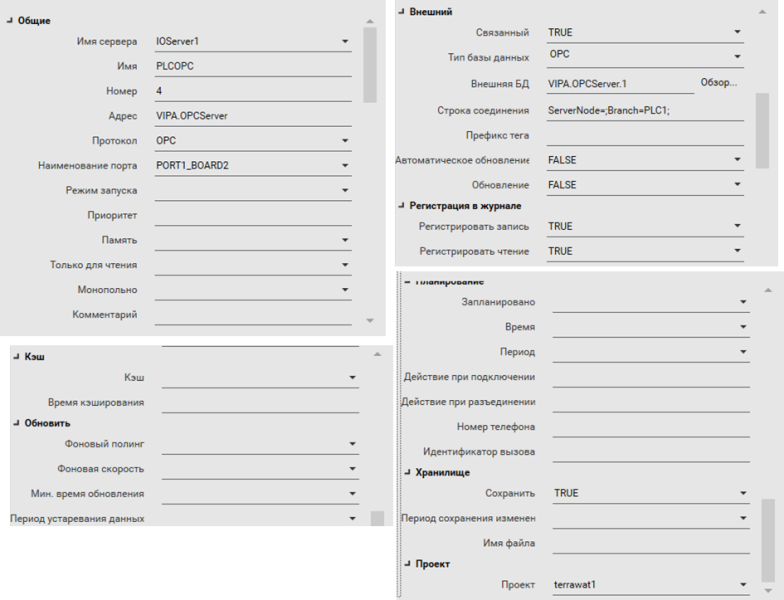 Общие
Имя сервера IOServer1
Имя PLCOPC
Номер 4
Адрес VIPA.OPCServer
Протокол OPC
Наименование порта PORT1_BOARD2
Режим запуска
Приоритет
Память
Только для чтения
Монопольно
Комментарий
Кэш
Кэш
Время кэширования
Обновить
Фоновый полинг
Фоновая скорость
Мин. время обновления
Период устаревания данных
Внешний
Связанный TRUE
Тип базы данных OPC
Внешняя БД VIPA.OPCServer.1 Обзор...
Строка соединения ServerNode=;Branch=PLC1;
Префикс тега
Автоматическое обновление FALSE
Обновление FALSE
Регистрация в журнале
Регистрировать запись TRUE
Регистрировать чтение TRUE
Планирование
Запланировано
Время
Период
Действие при подключении
Действие при разъединении
Номер телефона
Идентификатор вызова
Хранилище
Сохранить TRUE
Период сохранения изменен
Имя файла
Проект
Проект terrawat1